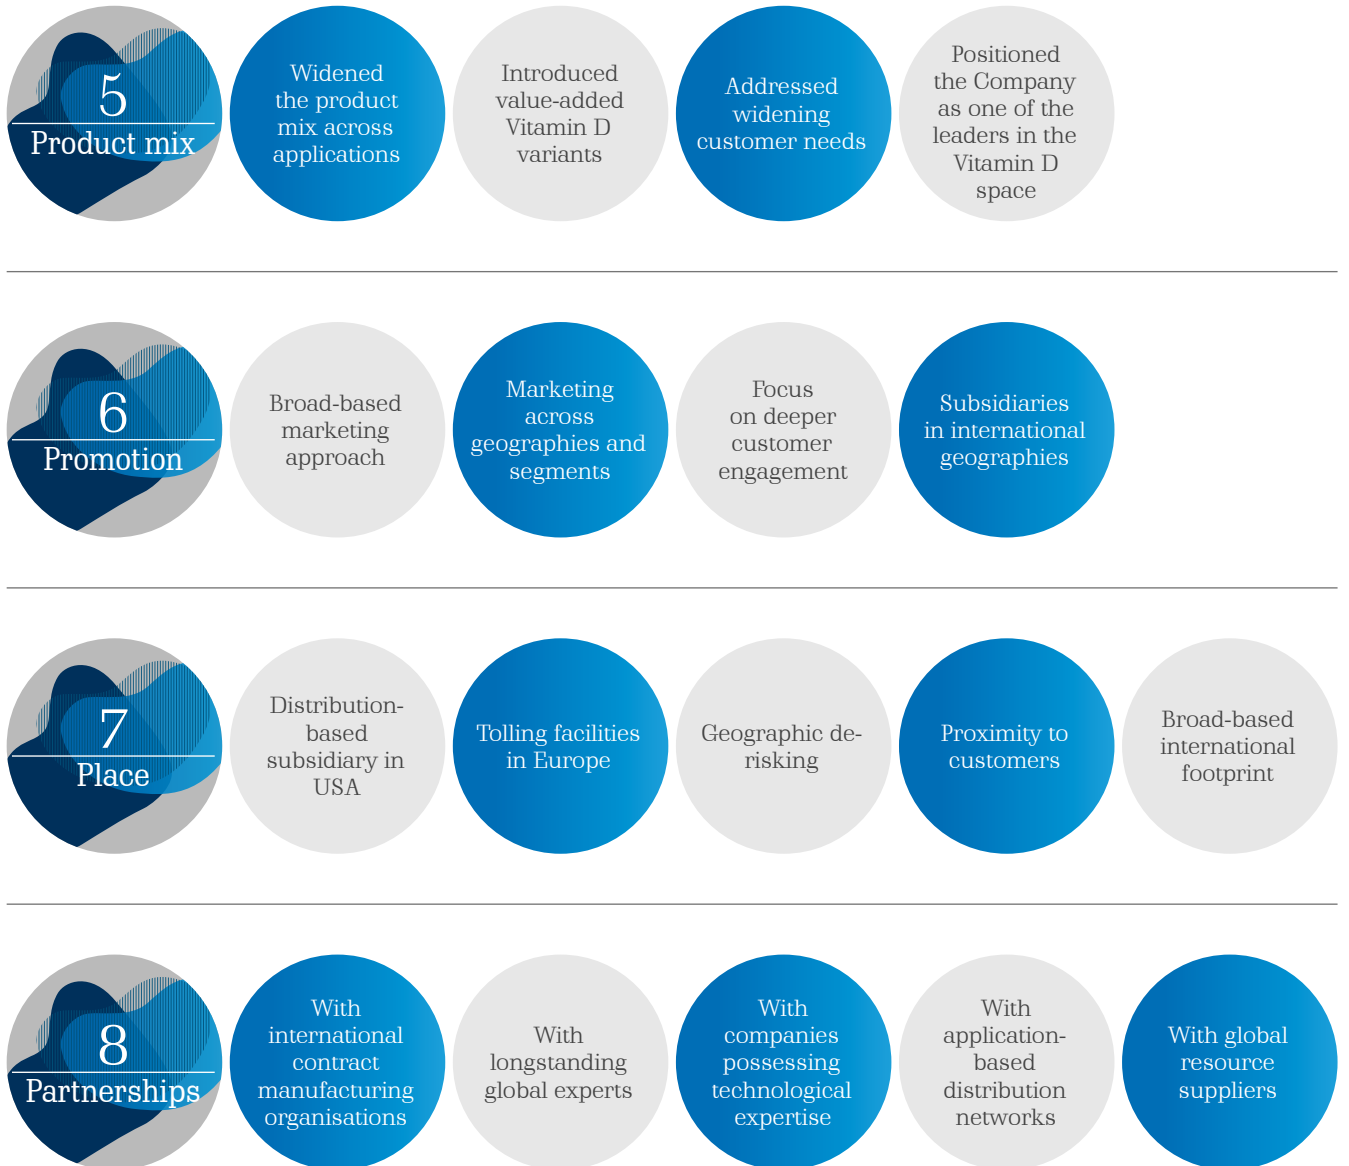 5
Product mix
Widened
the product
mix across
applications
Introduced
value-added
Vitamin D
variants
Addressed
widening
customer needs
Positioned
the Company
as one of the
leaders in the
Vitamin D
space
6
Promotion
Broad-based
marketing
approach
Marketing
across
geographies and
segments
Focus
on deeper
customer
engagement
Subsidiaries
in international
geographies
7
Place
Distribution-
based
subsidiary in
USA
Tolling facilities
in Europe
Geographic de-
risking
Proximity to
customers
Broad-based
international
footprint
8
Partnerships
With
international
contract
manufacturing
organisations
With
longstanding
global experts
With
companies
possessing
technological
expertise
With
application-
based
distribution
networks
With global
resource
suppliers